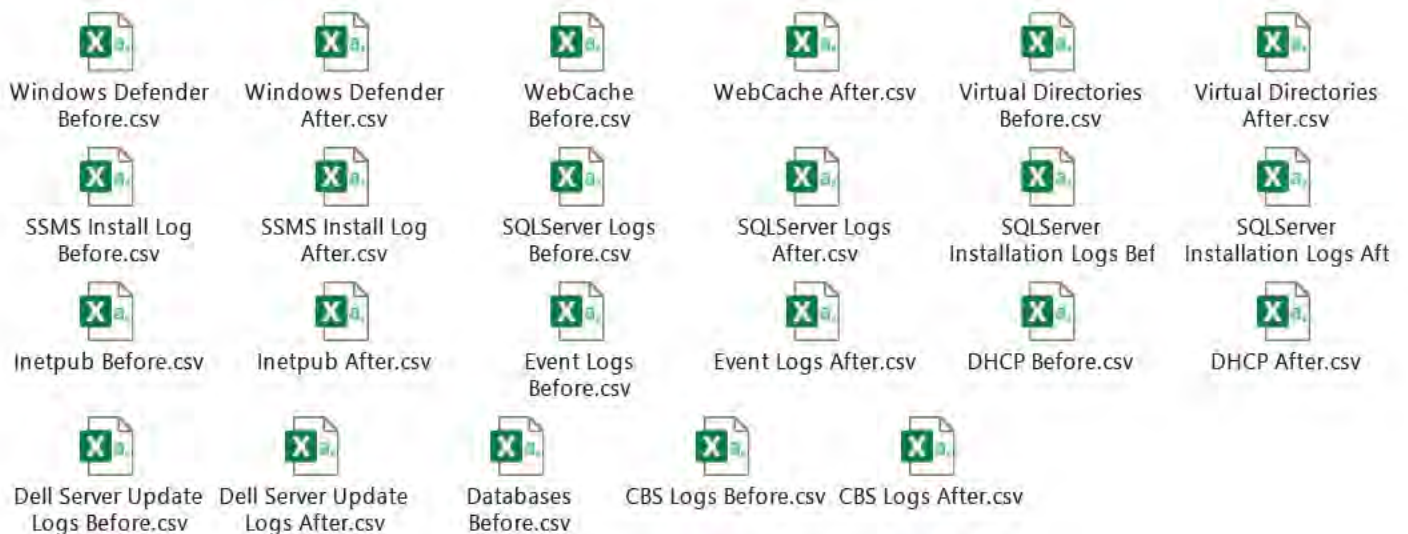 Windows Defender Before.csv
Windows Defender After.csv
WebCache Before.csv
WebCache After.csv
Virtual Directories Before.csv
Virtual Directories After.csv
SSMS Install Log Before.csv
SSMS Install Log After.csv
SQLServer Logs Before.csv
SQLServer Logs After.csv
SQLServer Installation Logs Bef
SQLServer Installation Logs Aft
Inetpub Before.csv
Inetpub After.csv
Event Logs Before.csv
Event Logs After.csv
DHCP Before.csv
DHCP After.csv
Dell Server Update Logs Before.csv
Dell Server Update Logs After.csv
Databases Before.csv
CBS Logs Before.csv
CBS Logs After.csv